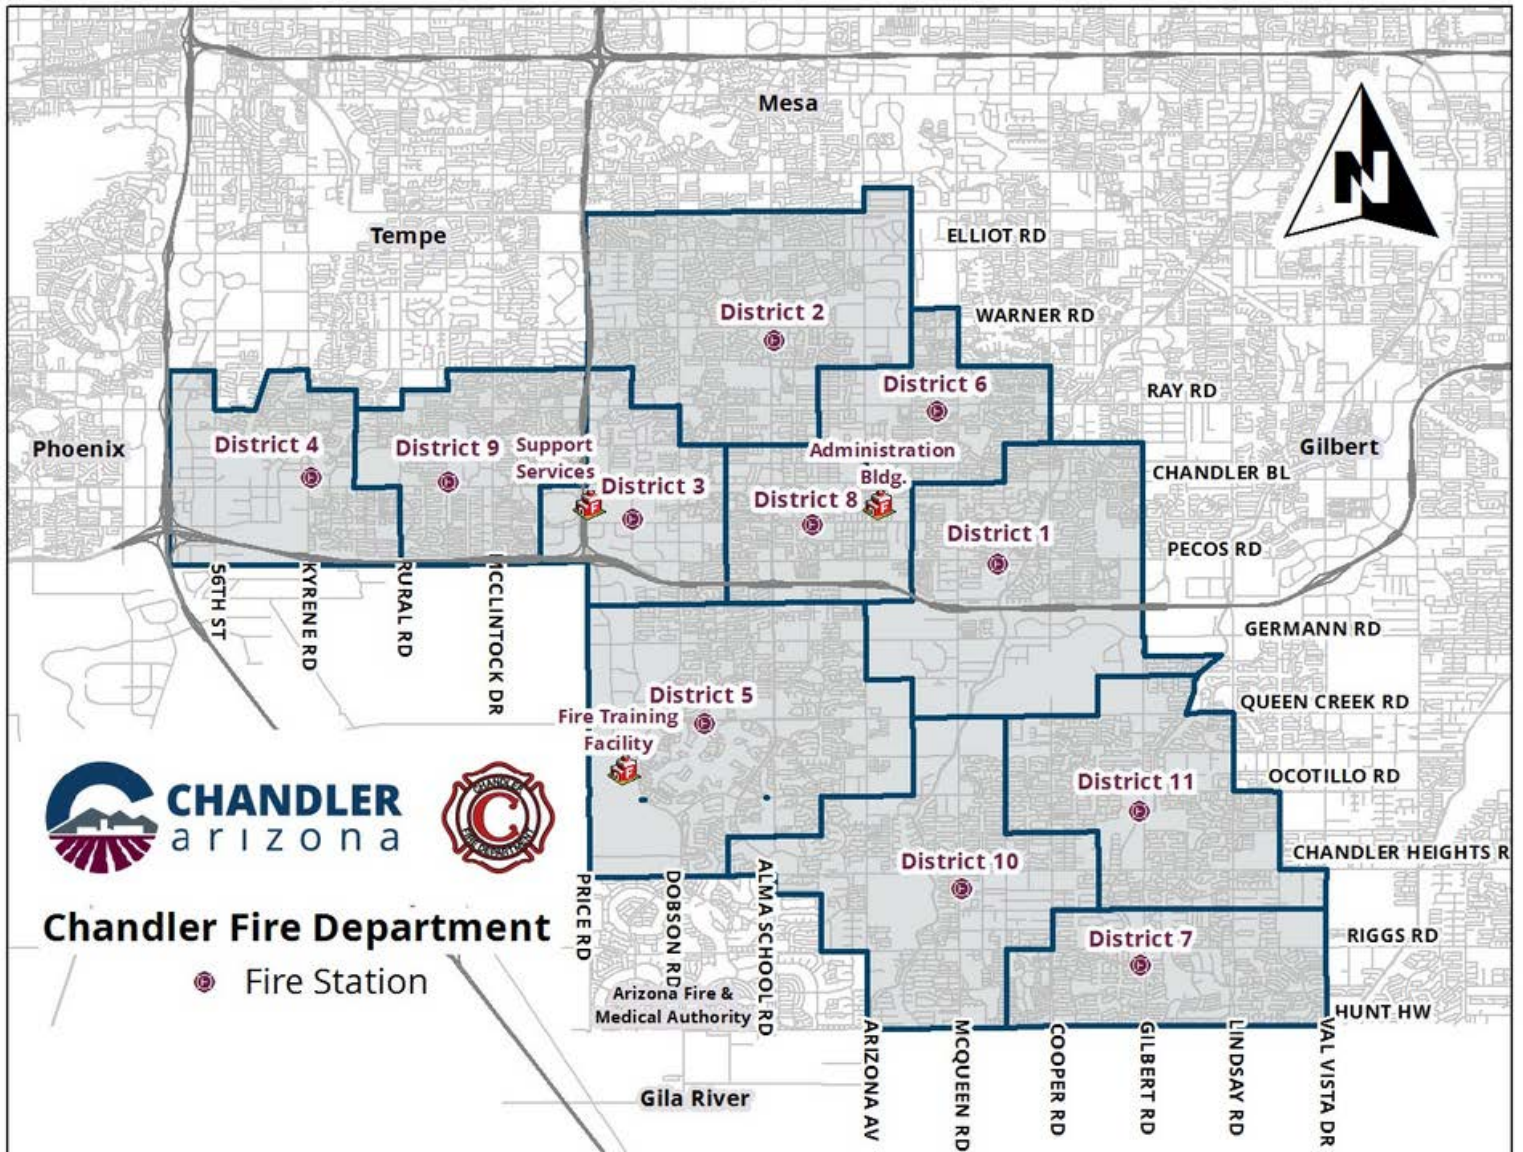 Mesa
N
Tempe
ELLIOT RD
District 2
WARNER RD
District 6
RAY RD
Phoenix
District 4
District 9
Support
Services
Administration
Bldg.
Gilbert
CHANDLER BL
District 3
District 8
District 1
PECOS RD
56TH ST
KYRENE RD
RURAL RD
MCCLINTOCK DR
GERMANN RD
District 5
QUEEN CREEK RD
Fire Training
Facility
District 11
OCOTILLO RD
CHANDLER
arizona
CHANDLER
C
FIRE DEPARTMENT
CHANDLER HEIGHTS R
District 10
PRICE RD
DOBSON RD
ALMA SCHOOL RD
Chandler Fire Department
Fire Station
District 7
RIGGS RD
Arizona Fire &
Medical Authority
HUNT HW
ARIZONA AV
MCQUEEN RD
COOPER RD
GILBERT RD
LINDSAY RD
VAL VISTA DR
Gila River